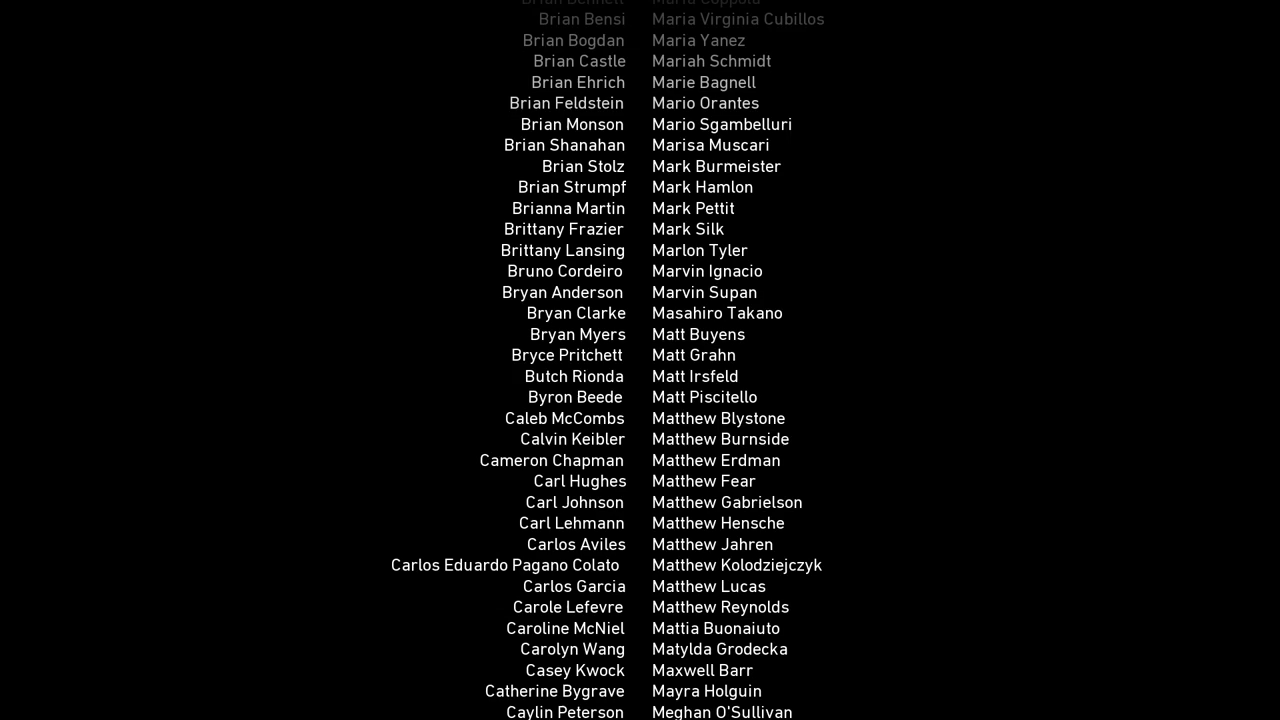 Brian Bensi Maria Virginia Cubillos
Brian Bogdan Maria Yanez
Brian Castle Mariah Schmidt
Brian Ehrich Marie Bagnell
Brian Feldstein Mario Orantes
Brian Monson Mario Sgambelluri
Brian Shanahan Marisa Muscari
Brian Stolz Mark Burmeister
Brian Strumpf Mark Hamlon
Brianna Martin Mark Pettit
Brittany Frazier Mark Silk
Brittany Lansing Marlon Tyler
Bruno Cordeiro Marvin Ignacio
Bryan Anderson Marvin Supan
Bryan Clarke Masahiro Takano
Bryan Myers Matt Buyens
Bryce Pritchett Matt Grahn
Butch Rionda Matt Irsfeld
Byron Beede Matt Piscitello
Caleb McCombs Matthew Blystone
Calvin Keibler Matthew Burnside
Cameron Chapman Matthew Erdman
Carl Hughes Matthew Fear
Carl Johnson Matthew Gabrielson
Carl Lehmann Matthew Hensche
Carlos Aviles Matthew Jahren
Carlos Eduardo Pagano Colato Matthew Kolodziejczyk
Carlos Garcia Matthew Lucas
Carole Lefevre Matthew Reynolds
Caroline McNiel Mattia Buonaiuto
Carolyn Wang Matylda Grodecka
Casey Kwock Maxwell Barr
Catherine Bygrave Mayra Holguin
Caylin Peterson Meghan O'Sullivan